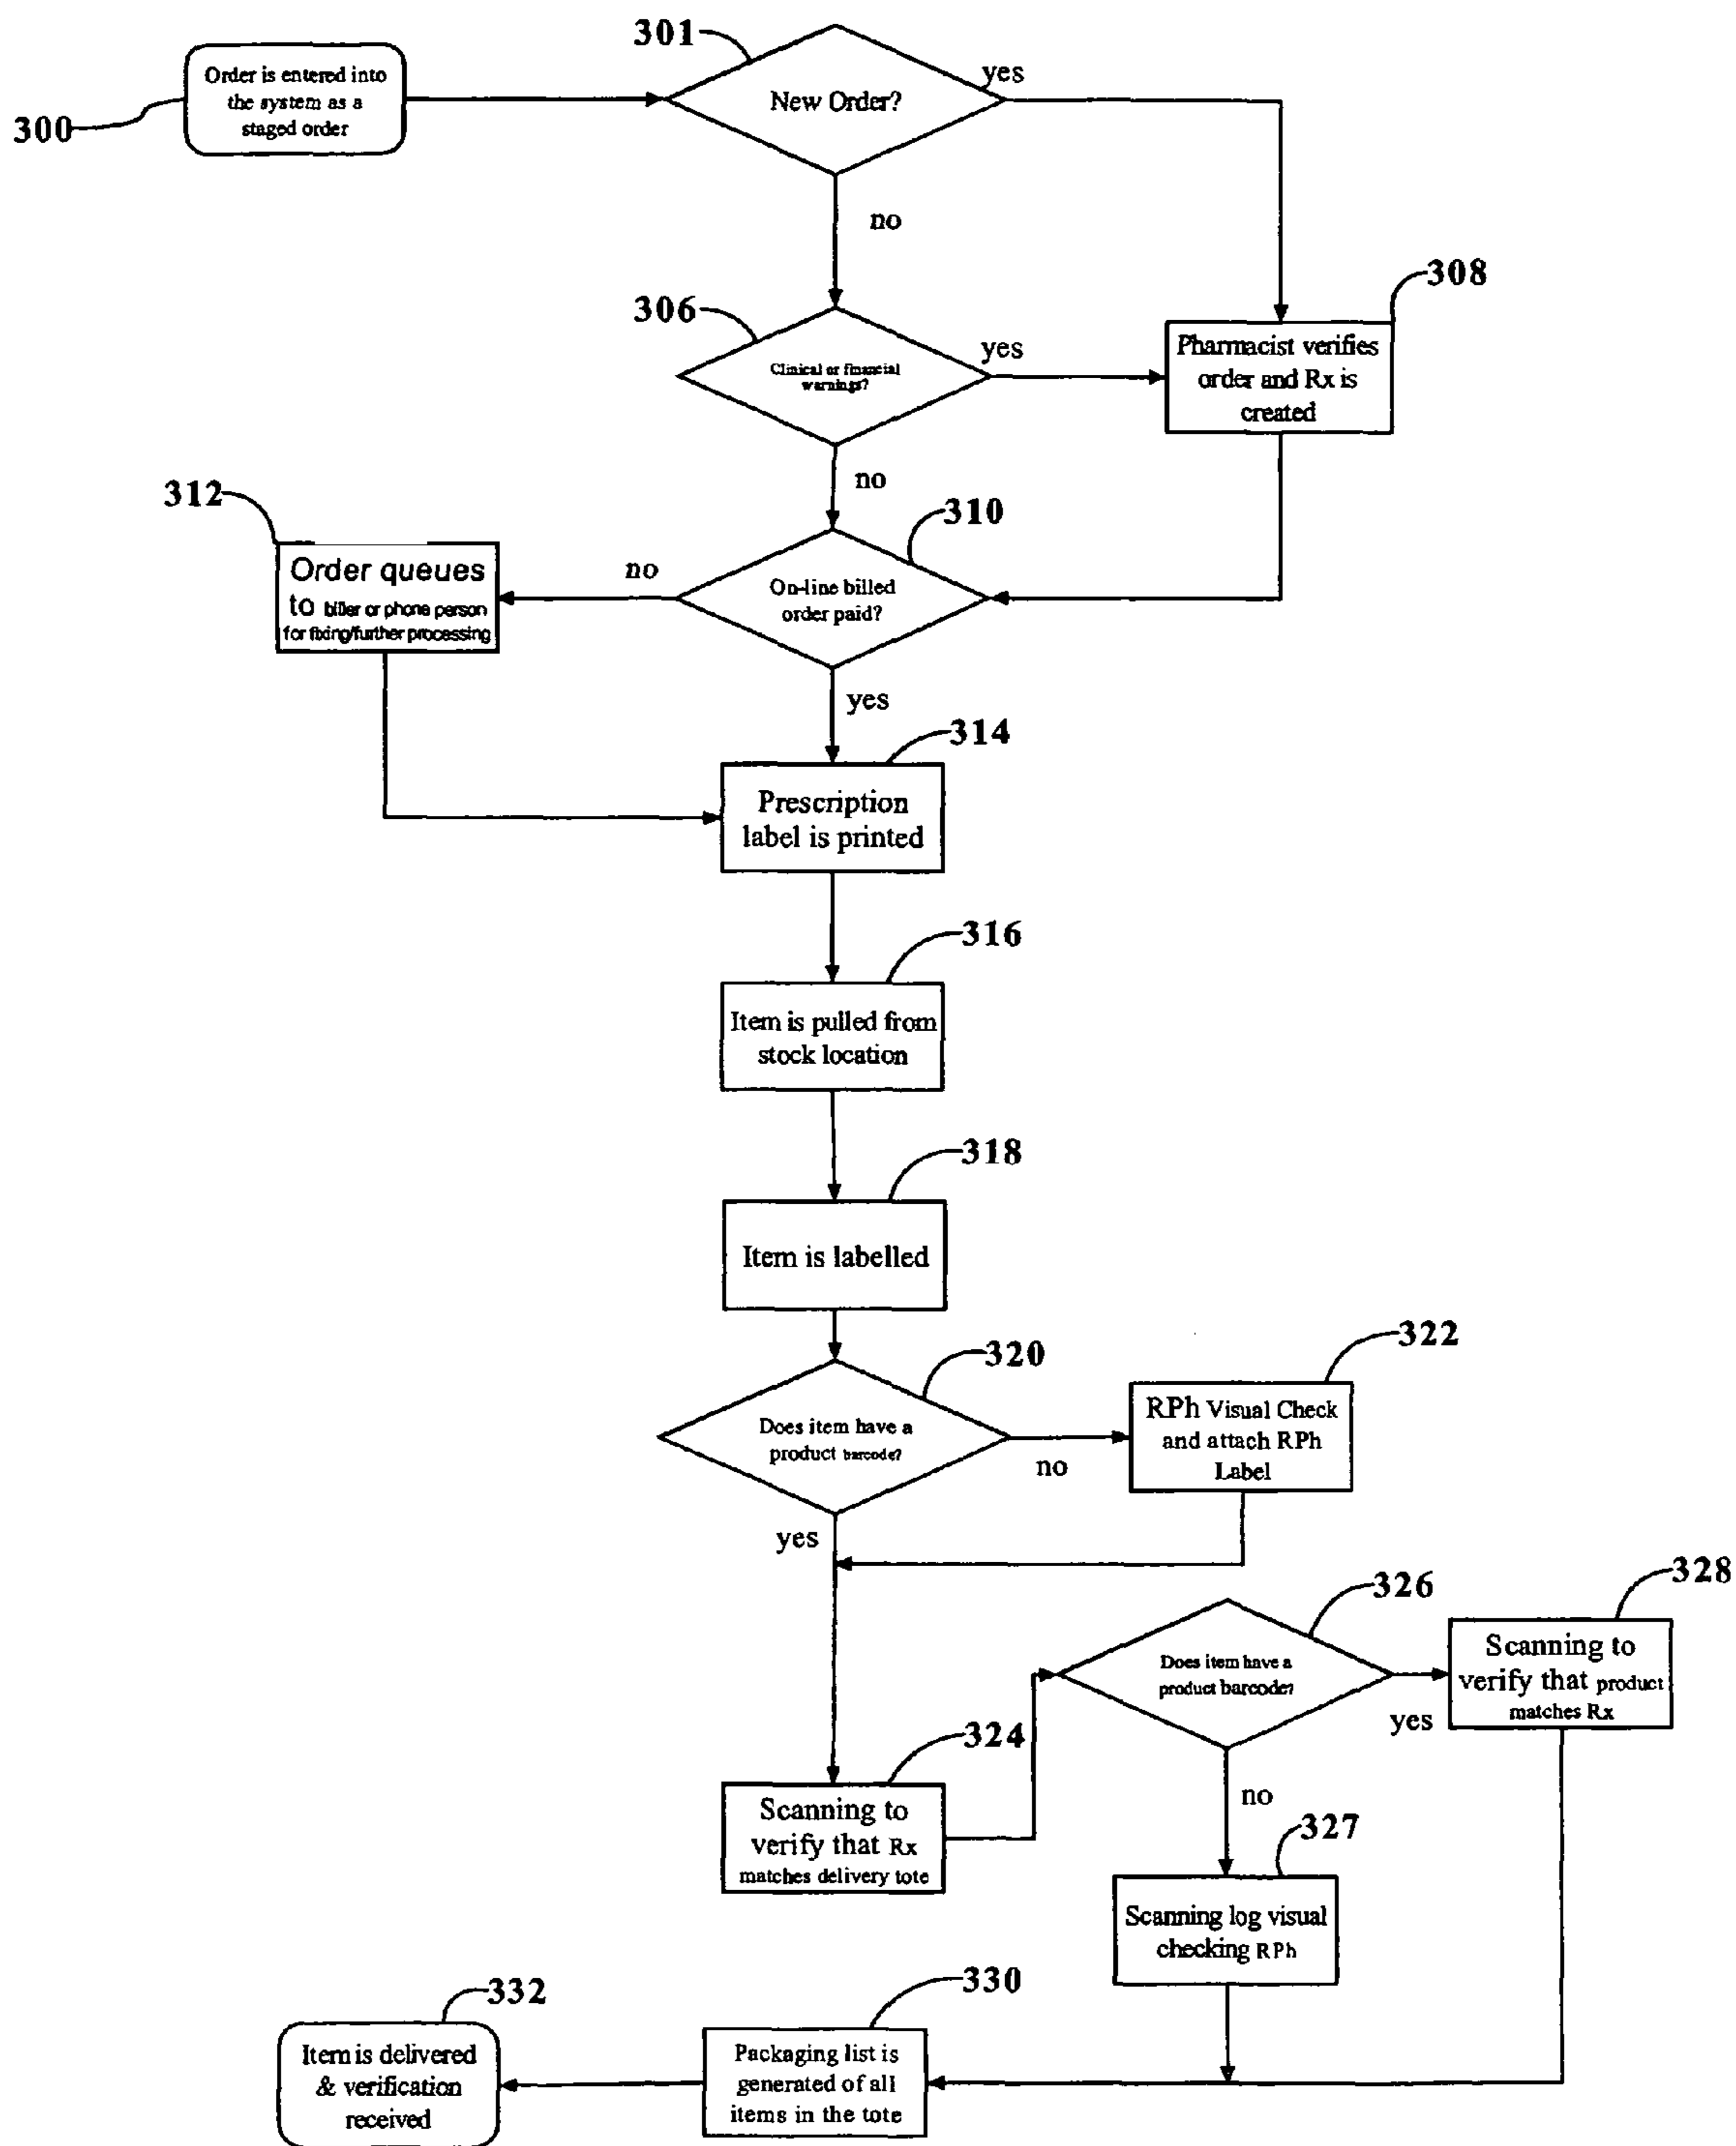 301
Order is entered into
the system as a
staged order
300
New Order?
yes
no
306
308
Clinical or financial
warnings?
yes
Pharmacist verifies
order and Rx is
created
no
312
310
Order queues
to biller or phone person
for fixing/further processing
no
On-line billed
order paid?
yes
314
Prescription
label is printed
316
Item is pulled from
stock location
318
Item is labelled
320
322
Does item have a
product barcode?
no
RPh Visual Check
and attach RPh
Label
yes
326
328
Does item have a
product barcode?
yes
Scanning to
verify that product
matches Rx
324
Scanning to
verify that Rx
matches delivery tote
no
327
Scanning log visual
checking RPh
330
332
Packaging list is
generated of all
items in the tote
Item is delivered
& verification
received